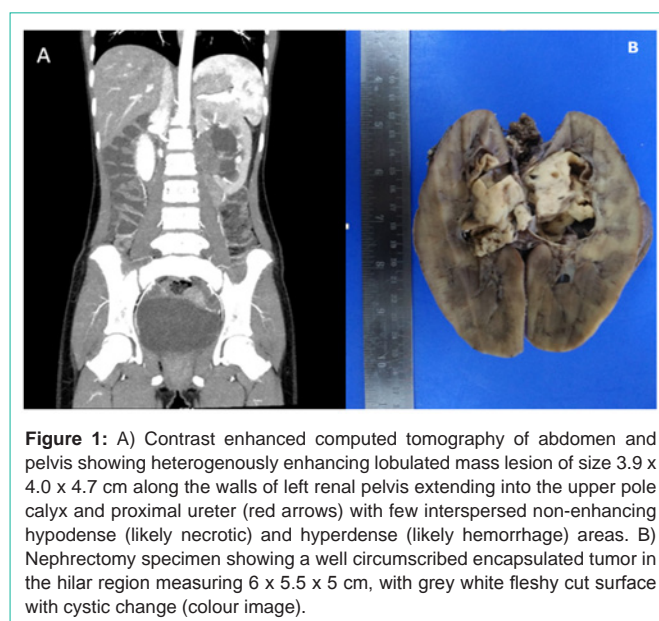 A
B
Figure 1: A) Contrast enhanced computed tomography of abdomen and
pelvis showing heterogenously enhancing lobulated mass lesion of size 3.9 x
4.0 x 4.7 cm along the walls of left renal pelvis extending into the upper pole
calyx and proximal ureter (red arrows) with few interspersed non-enhancing
hypodense (likely necrotic) and hyperdense (likely hemorrhage) areas. B)
Nephrectomy specimen showing a well circumscribed encapsulated tumor in
the hilar region measuring 6 x 5.5 x 5 cm, with grey white fleshy cut surface
with cystic change (colour image).